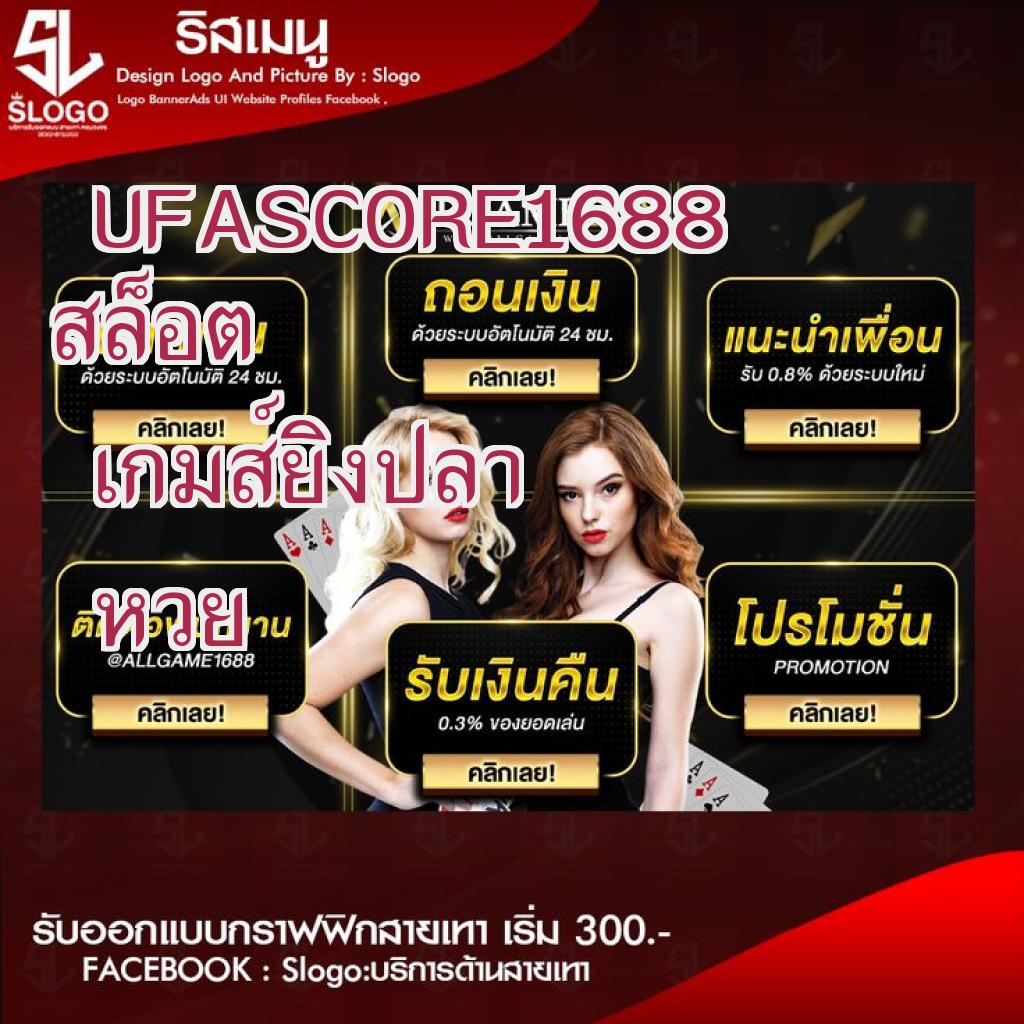 SL
SLOGO
ริสเมนู
Design Logo And Picture By : Slogo
Logo BannerAds UI Website Profiles Facebook .
UFASCORE1688
สล็อต
ด้วยระบบอัตโนมัติ 24 ชม.
คลิกเลย!
ถอนเงิน
ด้วยระบบอัตโนมัติ 24 ชม.
คลิกเลย!
แนะนำเพื่อน
รับ 0.8% ด้วยระบบใหม่
คลิกเลย!
เกมส์ยิงปลา
หวย
@ALLGAME1688
คลิกเลย!
รับเงินคืน
0.3% ของยอดเล่น
คลิกเลย!
โปรโมชั่น
PROMOTION
คลิกเลย!
รับออกแบบกราฟฟิกสายเทา เริ่ม 300.-
FACEBOOK : Slogo:บริการด้านสายเทา